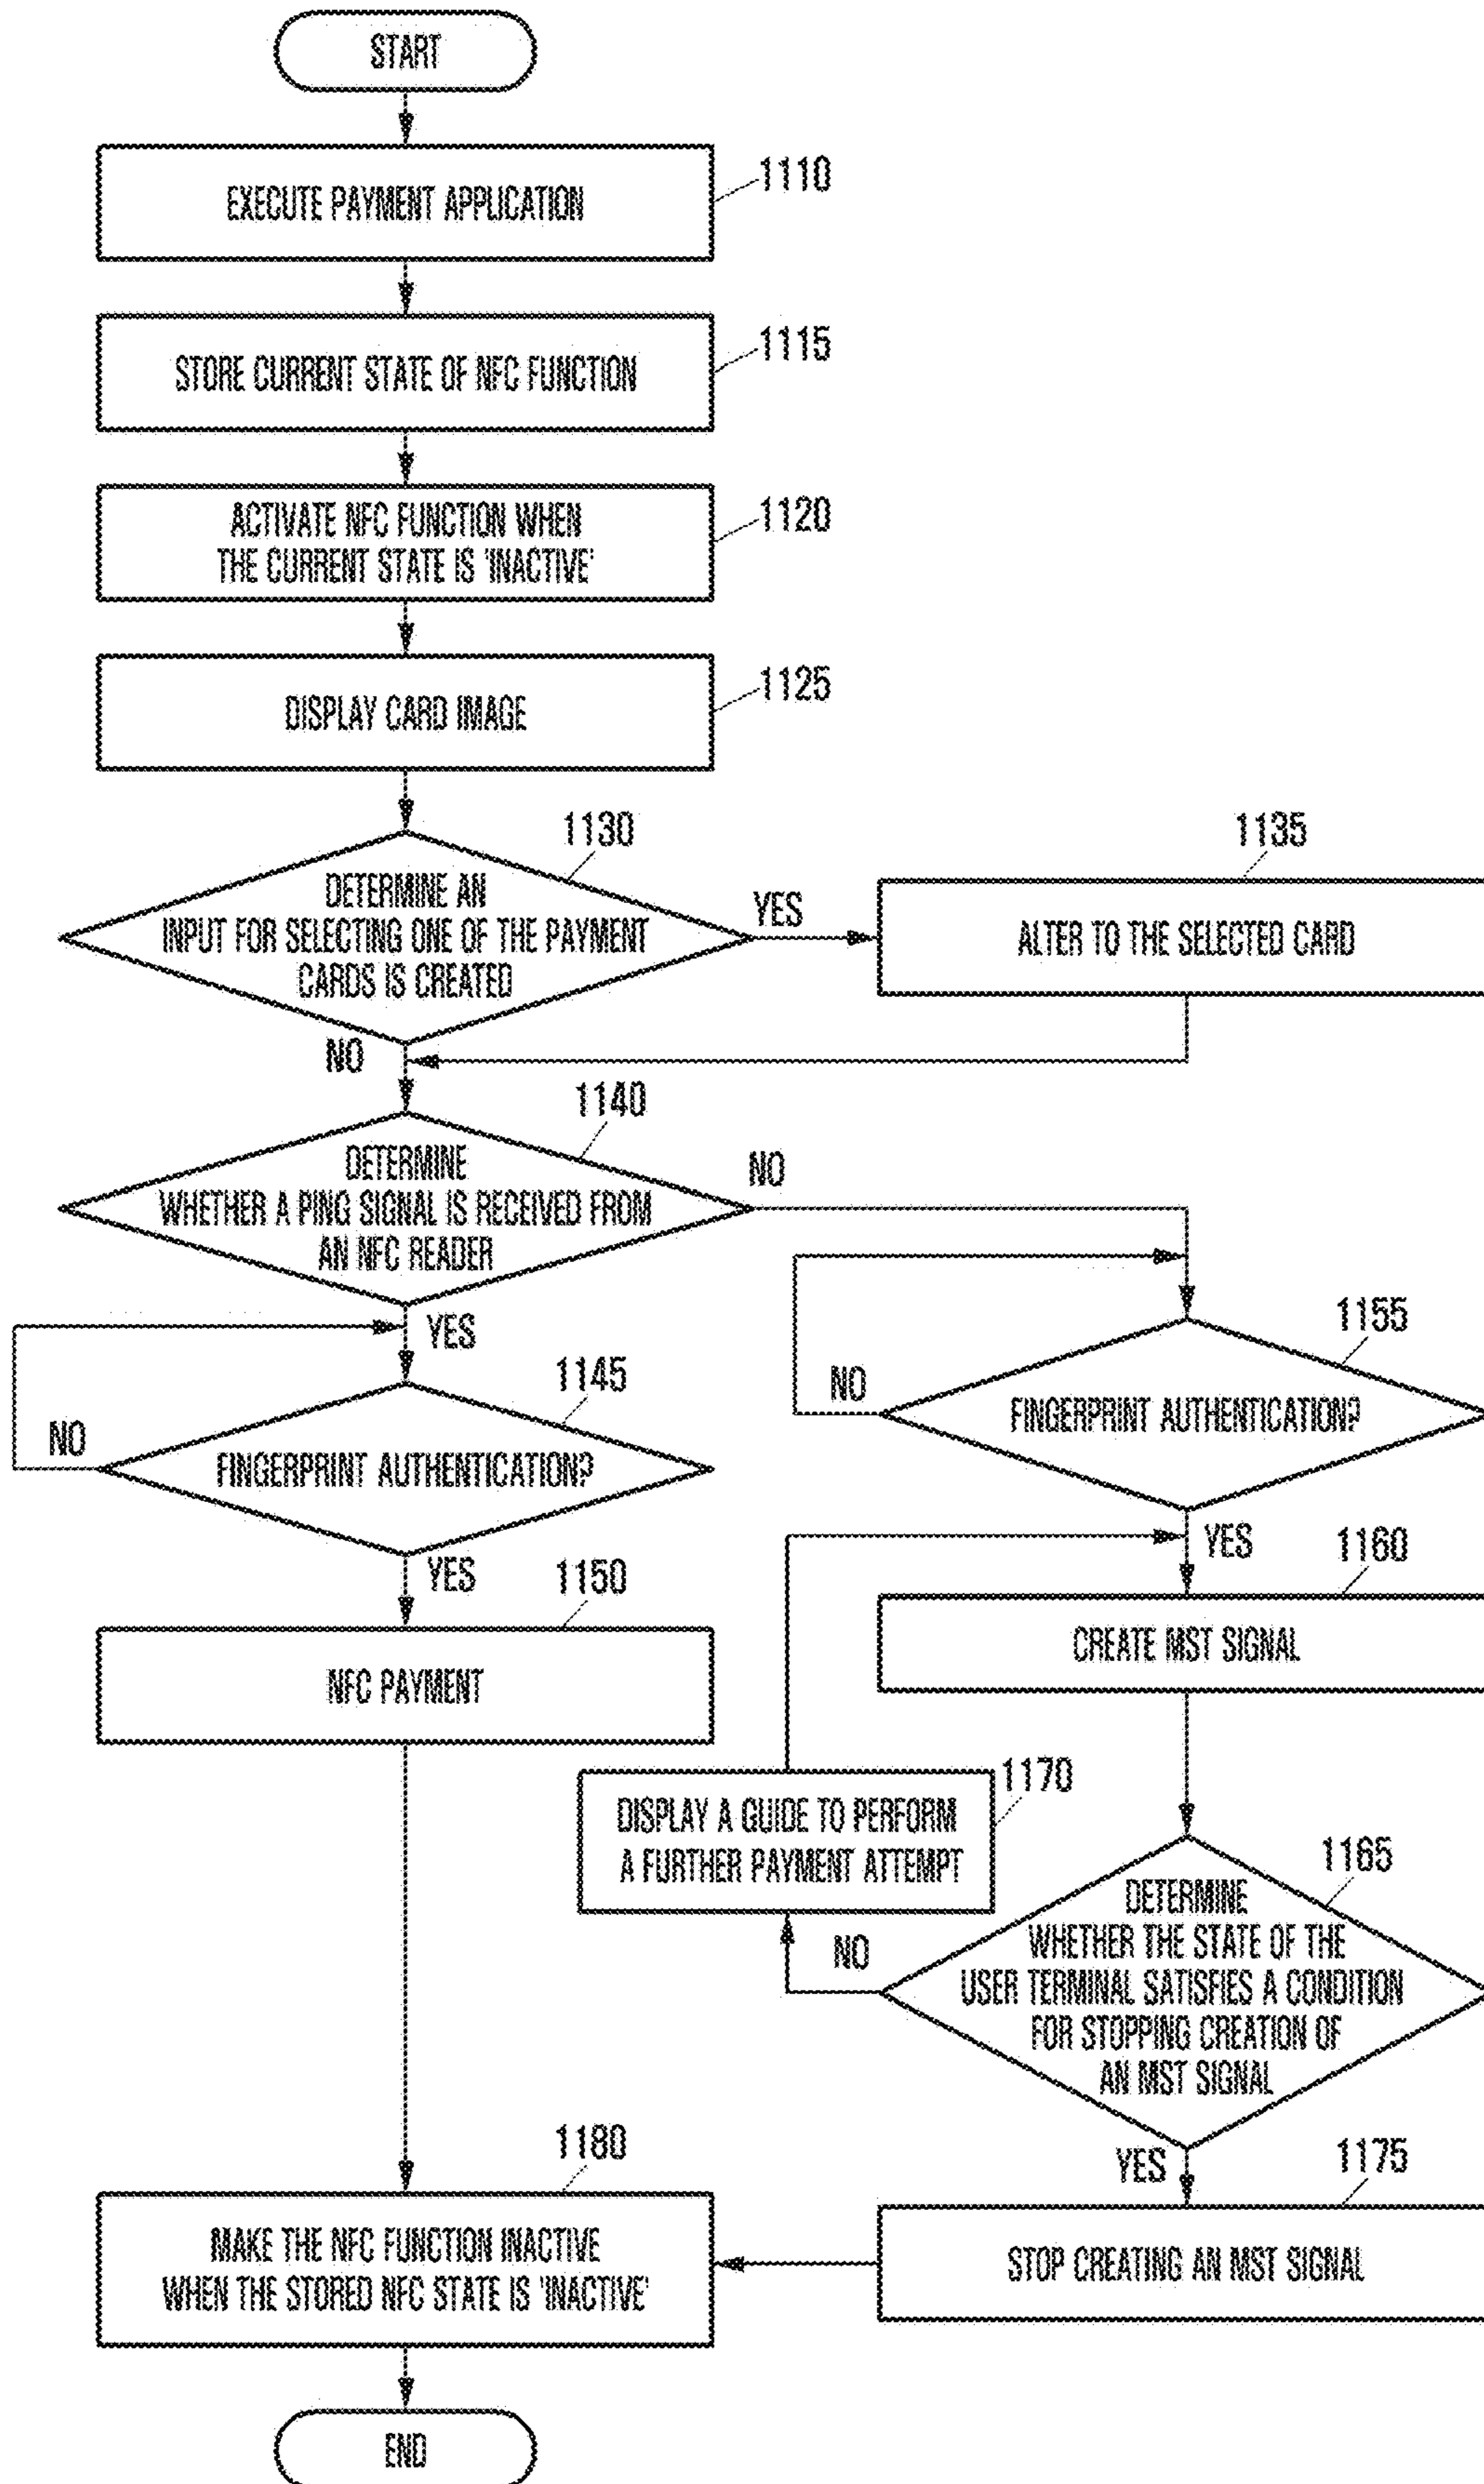 START
EXECUTE PAYMENT APPLICATION
1110
STORE CURRENT STATE OF NFC FUNCTION
1115
ACTIVATE NFC FUNCTION WHEN
THE CURRENT STATE IS 'INACTIVE'
1120
DISPLAY CARD IMAGE
1125
1130
DETERMINE AN
INPUT FOR SELECTING ONE OF THE PAYMENT
CARDS IS CREATED
YES
1135
ALTER TO THE SELECTED CARD
NO
1140
DETERMINE
WHETHER A PING SIGNAL IS RECEIVED FROM
AN NFC READER
NO
YES
1145
FINGERPRINT AUTHENTICATION?
NO
YES
1150
NFC PAYMENT
1155
FINGERPRINT AUTHENTICATION?
NO
YES
1160
CREATE MST SIGNAL
1170
DISPLAY A GUIDE TO PERFORM
A FURTHER PAYMENT ATTEMPT
1165
DETERMINE
WHETHER THE STATE OF THE
USER TERMINAL SATISFIES A CONDITION
FOR STOPPING CREATION OF
AN MST SIGNAL
NO
YES
1175
STOP CREATING AN MST SIGNAL
1180
MAKE THE NFC FUNCTION INACTIVE
WHEN THE STORED NFC STATE IS 'INACTIVE'
END